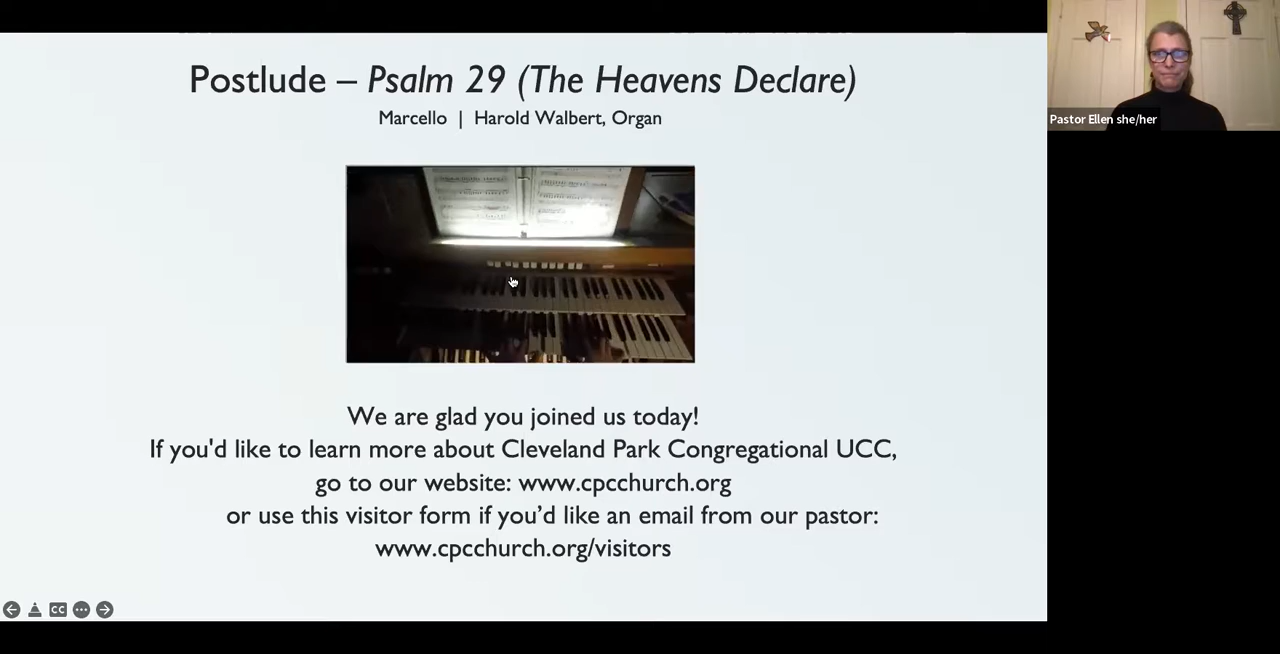 Postlude – Psalm 29 (The Heavens Declare)
Marcello | Harold Walbert, Organ
We are glad you joined us today!
If you'd like to learn more about Cleveland Park Congregational UCC,
go to our website: www.cpcchurch.org
or use this visitor form if you’d like an email from our pastor:
www.cpcchurch.org/visitors
Pastor Ellen she/her
CC